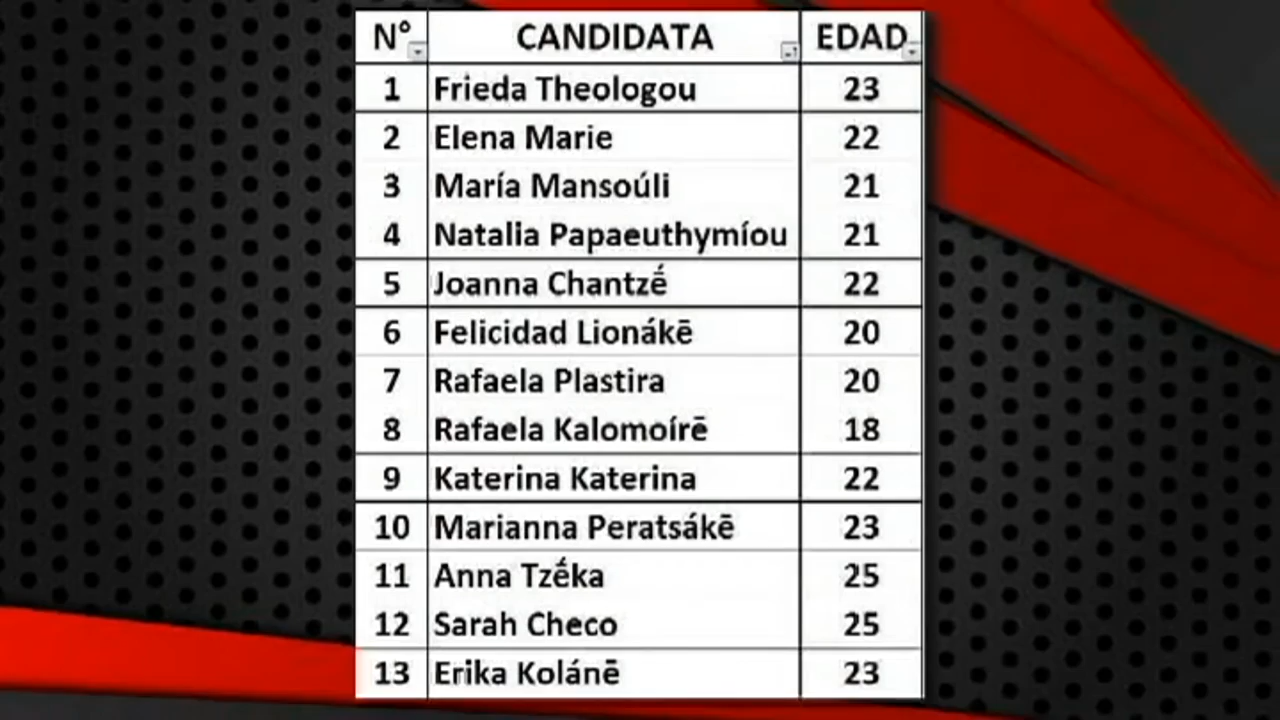 N° CANDIDATA EDAD
1 Frieda Theologou 23
2 Elena Marie 22
3 María Mansoúli 21
4 Natalia Papaeuthymíou 21
5 Joanna Chantzḗ 22
6 Felicidad Lionákē 20
7 Rafaela Plastira 20
8 Rafaela Kalomoírē 18
9 Katerina Katerina 22
10 Marianna Peratsákē 23
11 Anna Tzḗka 25
12 Sarah Checo 25
13 Erika Kolánē 23